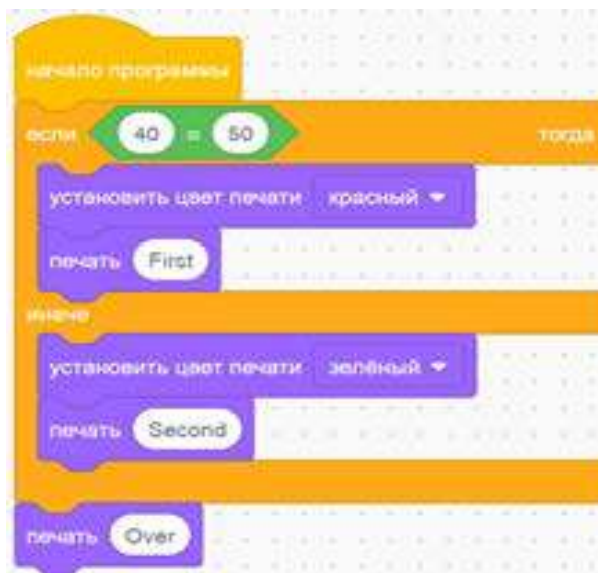 начало программы
если 40 = 50 тогда
установить цвет печати красный
печать First
иначе
установить цвет печати зелёный
печать Second
печать Over